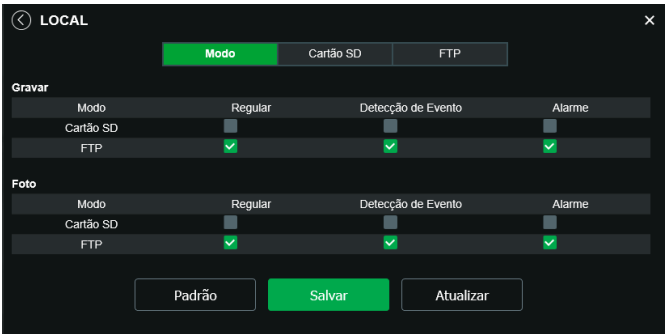 LOCAL
Modo Cartão SD FTP
Gravar
Modo Regular Detecção de Evento Alarme
Cartão SD
FTP
Foto
Modo Regular Detecção de Evento Alarme
Cartão SD
FTP
Padrão Salvar Atualizar